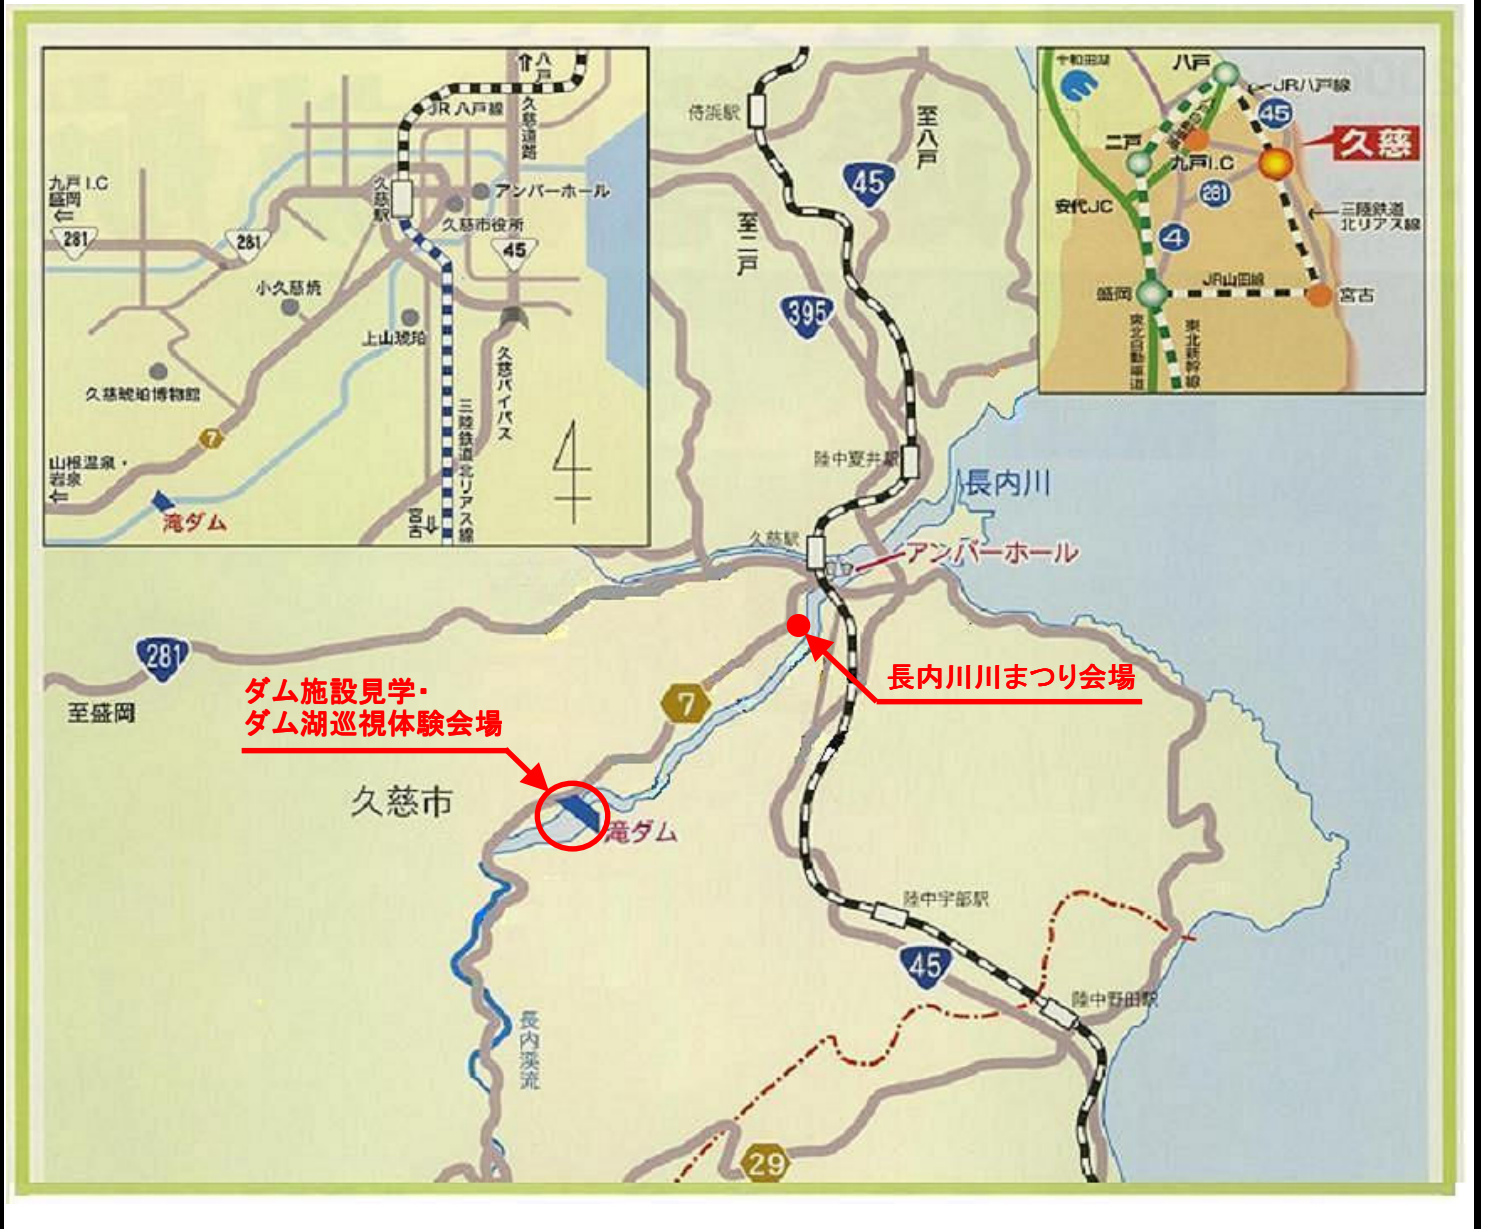 八戸
JR八戸線
久慈道路
九戸I.C
盛岡
281
281
久慈駅
アンバーホール
久慈市役所
45
小久慈焼
上山琥珀
久慈琥珀博物館
久慈バイパス
三陸鉄道北リアス線
7
山根温泉・
岩泉
滝ダム
宮古
侍浜駅
至八戸
45
至二戸
395
陸中夏井駅
長内川
久慈駅
アンバーホール
十和田湖
八戸
JR八戸線
45
久慈
二戸
九戸I.C
281
安代JC
三陸鉄道
北リアス線
4
JR山田線
盛岡
宮古
東北自動車道
東北新幹線
281
至盛岡
ダム施設見学・
ダム湖巡視体験会場
7
長内川川まつり会場
久慈市
滝ダム
陸中宇部駅
45
陸中野田駅
長内渓流
29